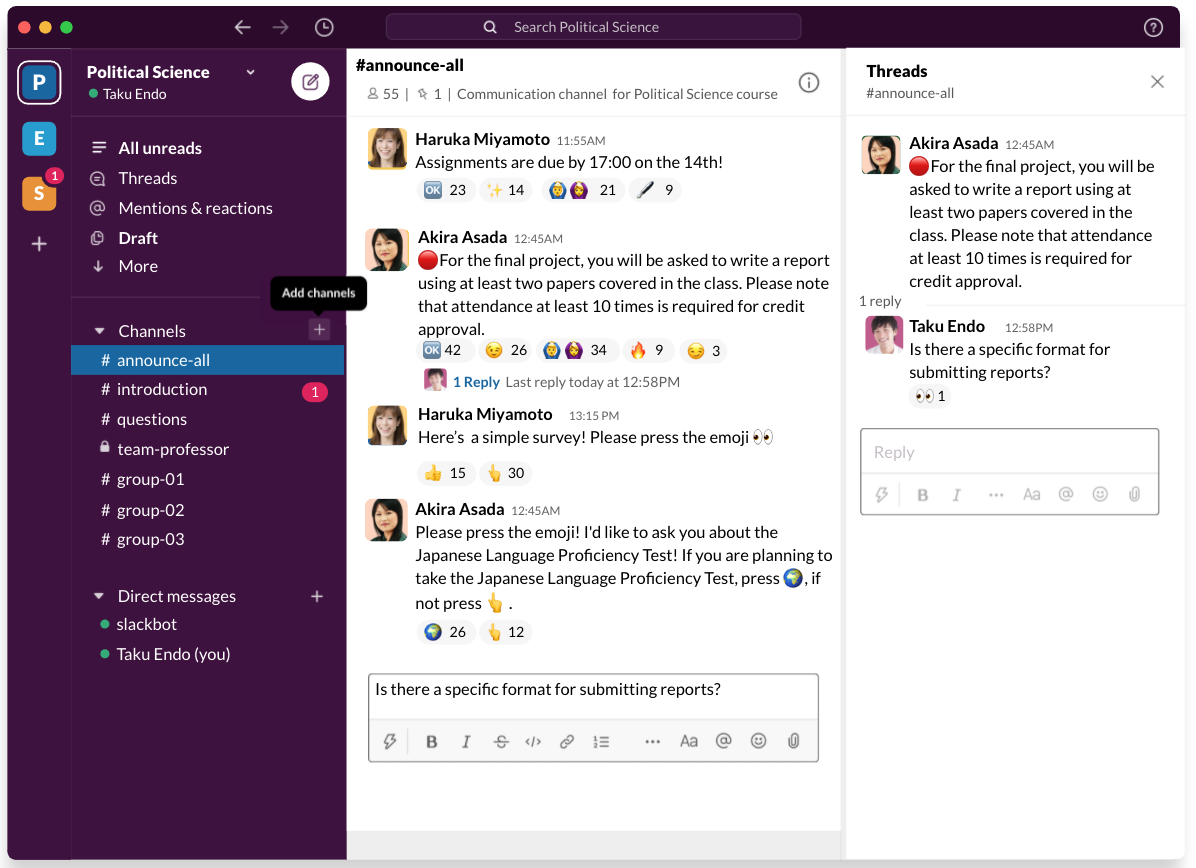 Search Political Science
P
E
S
1
Political Science
Taku Endo
All unreads
Threads
Mentions & reactions
Draft
More
Add channels
Channels
# announce-all
# introduction
1
# questions
team-professor
# group-01
# group-02
# group-03
Direct messages
slackbot
Taku Endo (you)
#announce-all
55 | 1 | Communication channel for Political Science course
Haruka Miyamoto 11:55AM
Assignments are due by 17:00 on the 14th!
OK 23 ✨ 14 🙆‍♂️🙆‍♀️ 21 🖌 9
Akira Asada 12:45AM
🔴For the final project, you will be asked to write a report
using at least two papers covered in the class. Please note
that attendance at least 10 times is required for credit
approval.
OK 42 😉 26 🙆‍♂️🙆‍♀️ 34 🔥 9 😏 3
1 Reply Last reply today at 12:58PM
Haruka Miyamoto 13:15 PM
Here's a simple survey! Please press the emoji 👀
👍 15 👆 30
Akira Asada 12:45AM
Please press the emoji! I'd like to ask you about the
Japanese Language Proficiency Test! If you are planning to
take the Japanese Language Proficiency Test, press 🌍, if
not press 👆 .
🌍 26 👆 12
Is there a specific format for submitting reports?
B I S </> ... Aa @
Threads
#announce-all
Akira Asada 12:45AM
🔴For the final project, you will be
asked to write a report using at
least two papers covered in the
class. Please note that attendance
at least 10 times is required for
credit approval.
1 reply
Taku Endo 12:58PM
Is there a specific format for
submitting reports?
👀 1
Reply
B I ... Aa @